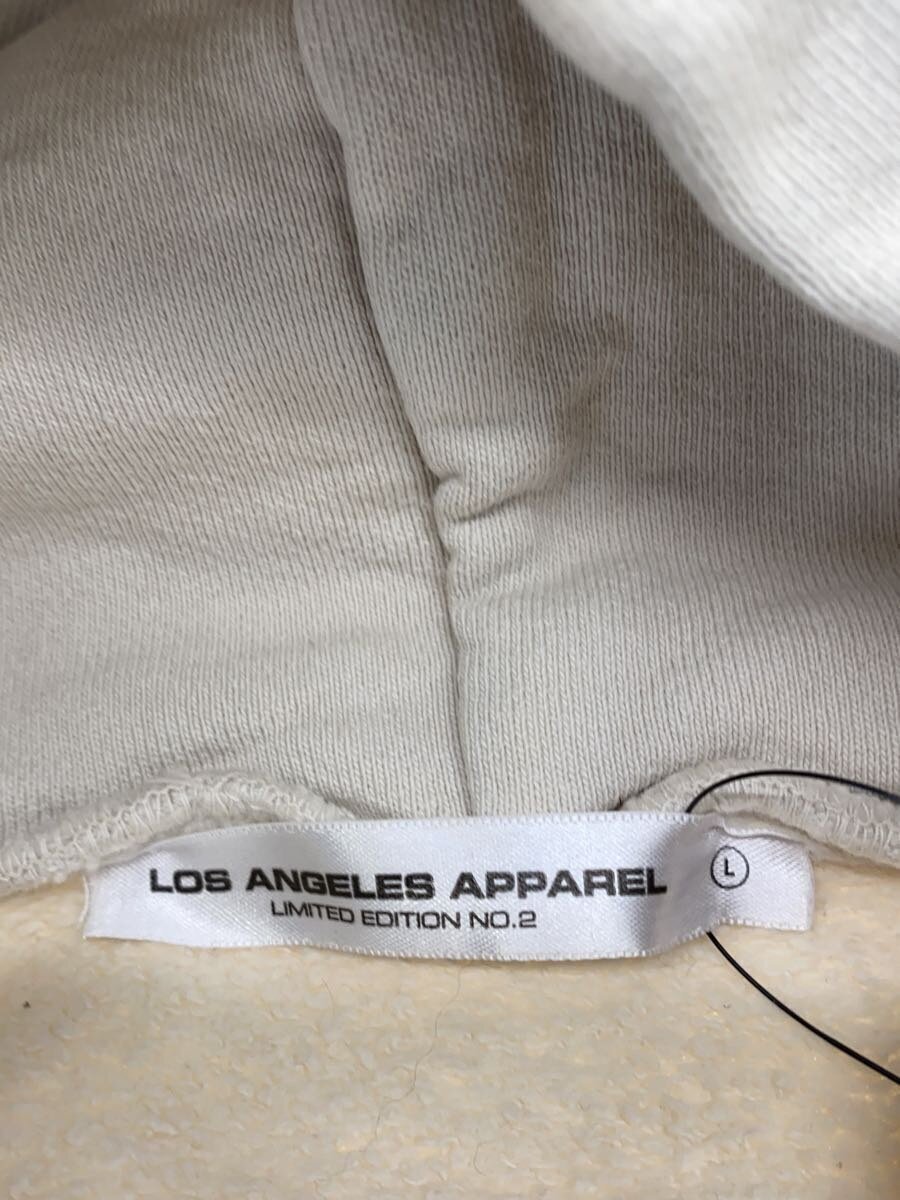 LOS ANGELES APPAREL
LIMITED EDITION NO.2
L